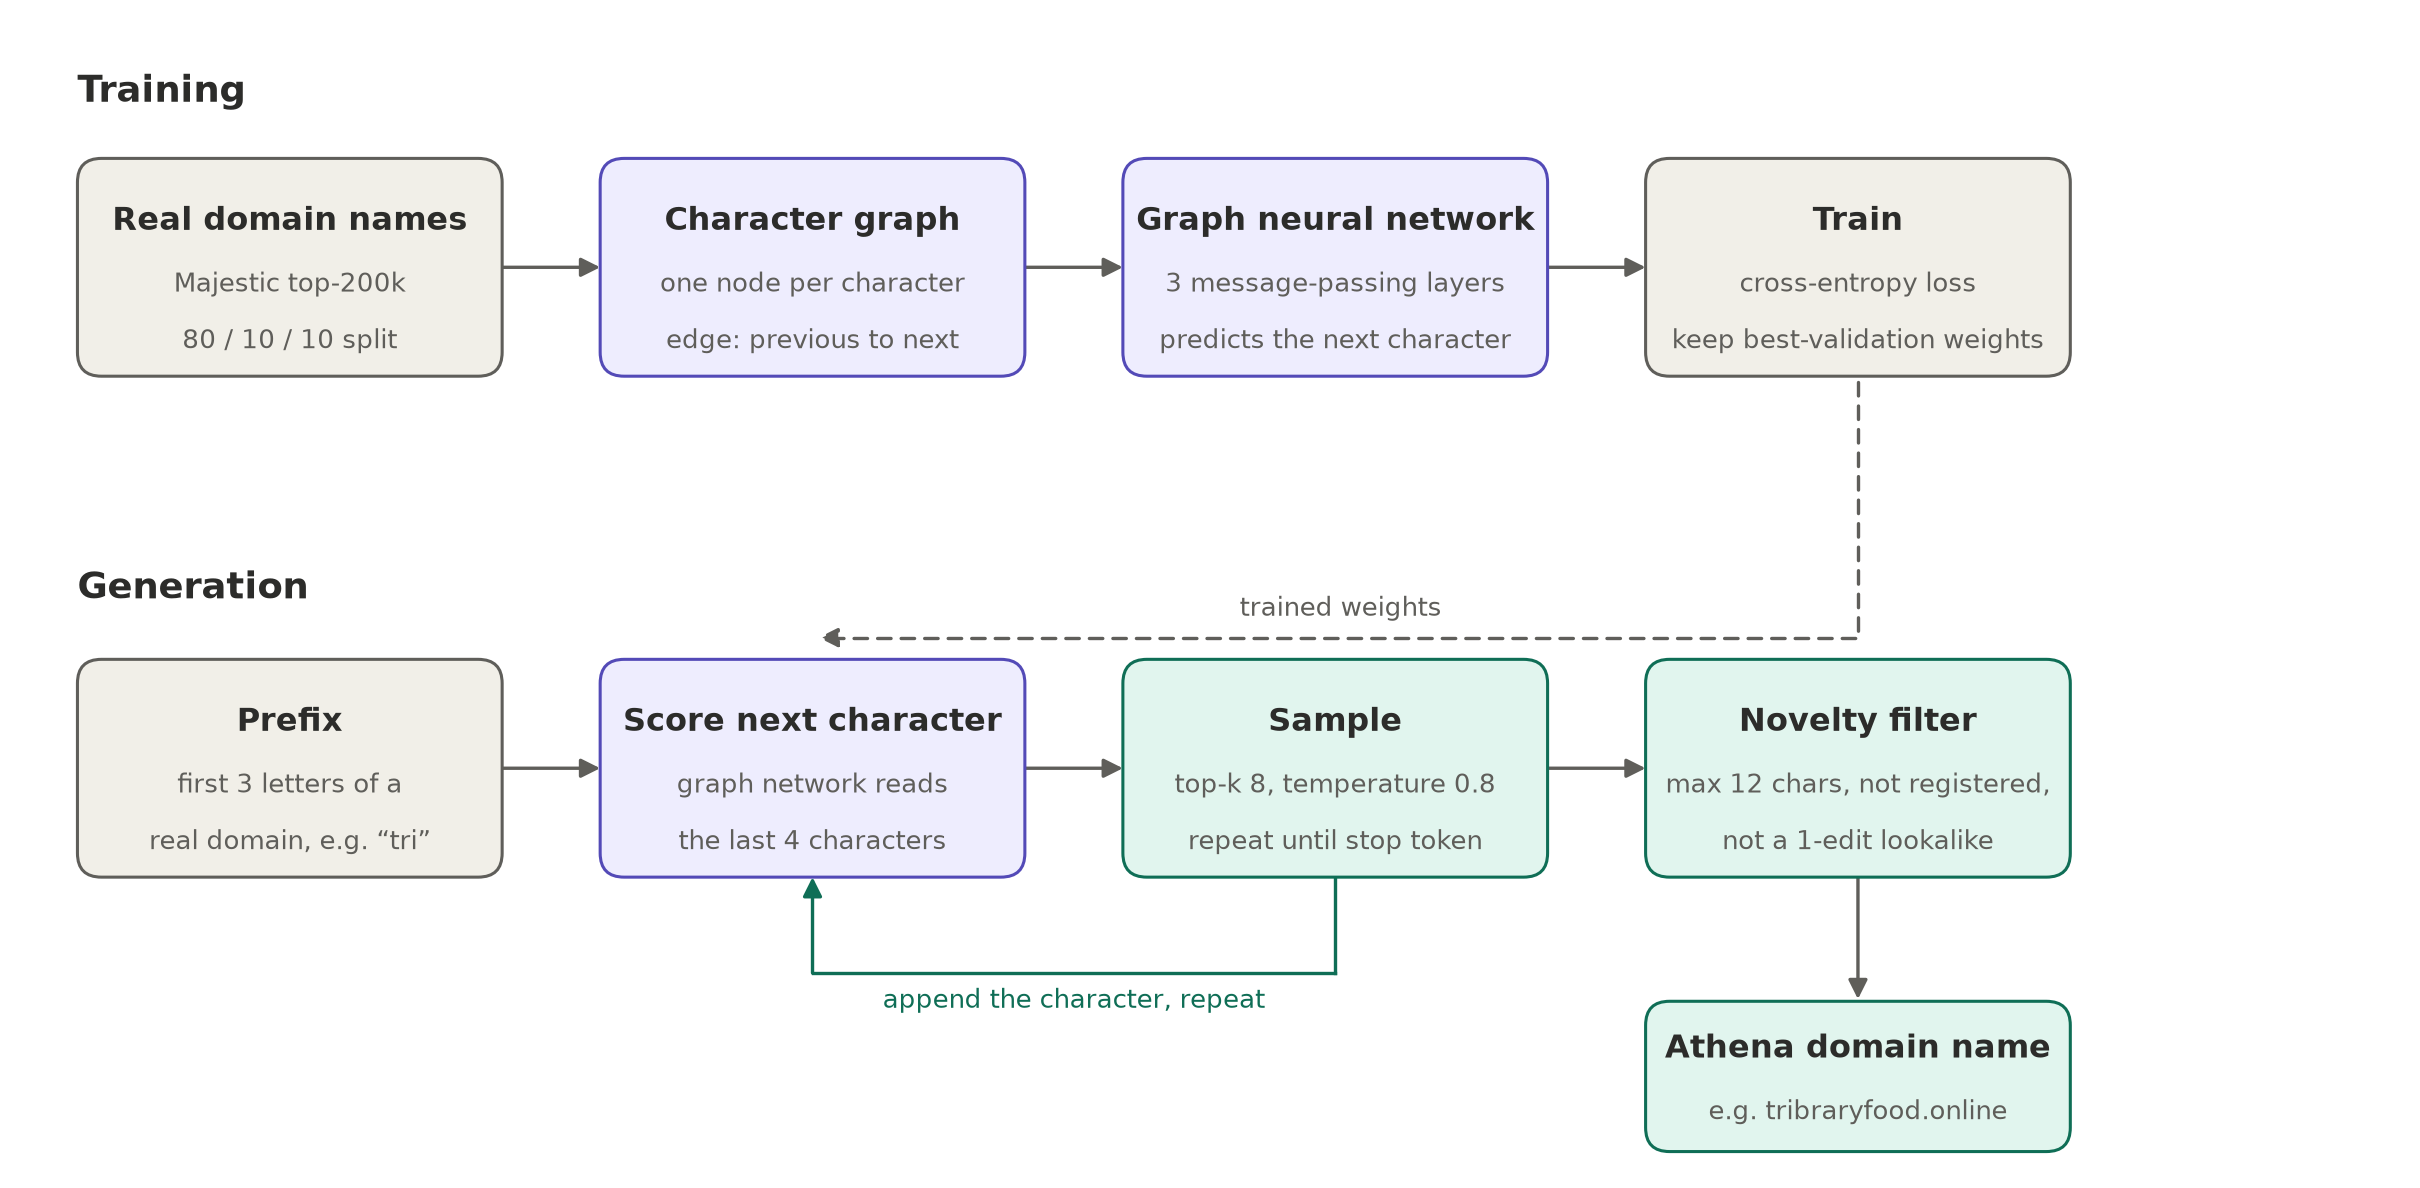 Training
Real domain names
Majestic top-200k
80 / 10 / 10 split
Character graph
one node per character
edge: previous to next
Graph neural network
3 message-passing layers
predicts the next character
Train
cross-entropy loss
keep best-validation weights
Generation
trained weights
Prefix
first 3 letters of a
real domain, e.g. “tri”
Score next character
graph network reads
the last 4 characters
Sample
top-k 8, temperature 0.8
repeat until stop token
Novelty filter
max 12 chars, not registered,
not a 1-edit lookalike
append the character, repeat
Athena domain name
e.g. tribraryfood.online